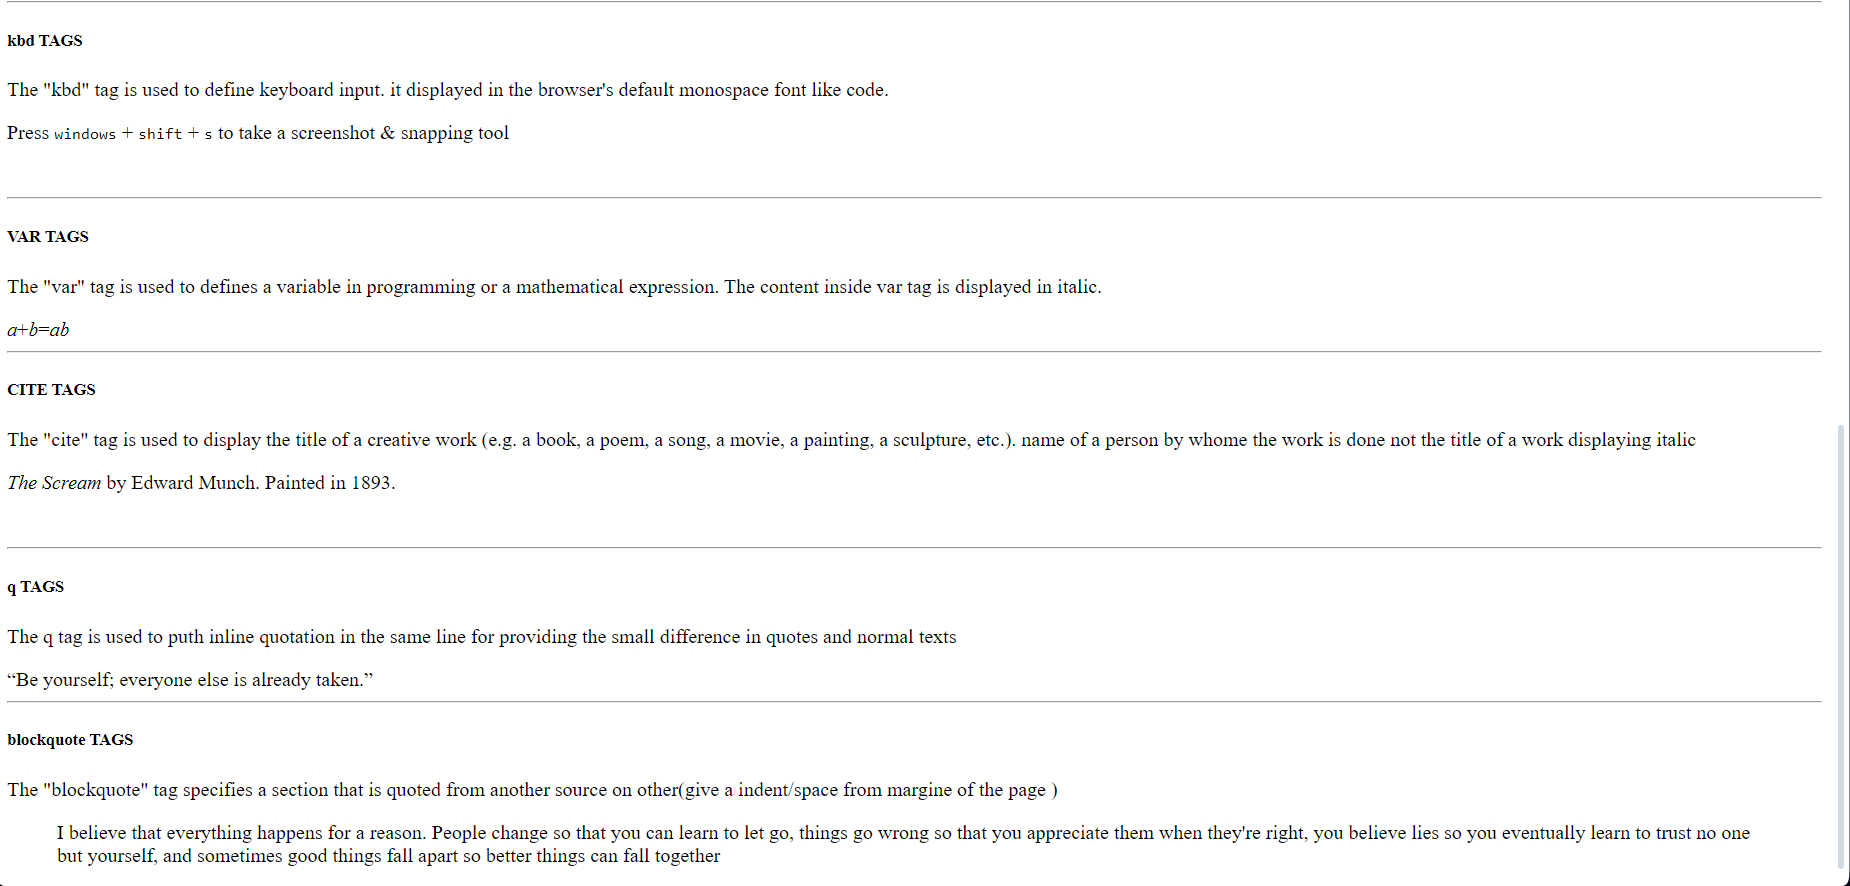 kbd TAGS
The "kbd" tag is used to define keyboard input. it displayed in the browser's default monospace font like code.
Press windows + shift + s to take a screenshot & snapping tool
VAR TAGS
The "var" tag is used to defines a variable in programming or a mathematical expression. The content inside var tag is displayed in italic.
a+b=ab
CITE TAGS
The "cite" tag is used to display the title of a creative work (e.g. a book, a poem, a song, a movie, a painting, a sculpture, etc.). name of a person by whome the work is done not the title of a work displaying italic
The Scream by Edward Munch. Painted in 1893.
q TAGS
The q tag is used to puth inline quotation in the same line for providing the small difference in quotes and normal texts
“Be yourself; everyone else is already taken.”
blockquote TAGS
The "blockquote" tag specifies a section that is quoted from another source on other(give a indent/space from margine of the page )
I believe that everything happens for a reason. People change so that you can learn to let go, things go wrong so that you appreciate them when they're right, you believe lies so you eventually learn to trust no one
but yourself, and sometimes good things fall apart so better things can fall together